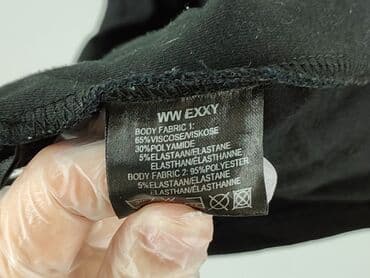 WW EXXY
BODY FABRIC 1:
65%VISCOSE/VISKOSE
30%POLYAMIDE
5%ELASTAAN/ELASTANE
ELASTHAN/ELASTHANNE
BODY FABRIC 2: 95%POLYESTER
5%ELASTAAN/ELASTANE
ELASTHAN/ELASTHANNE